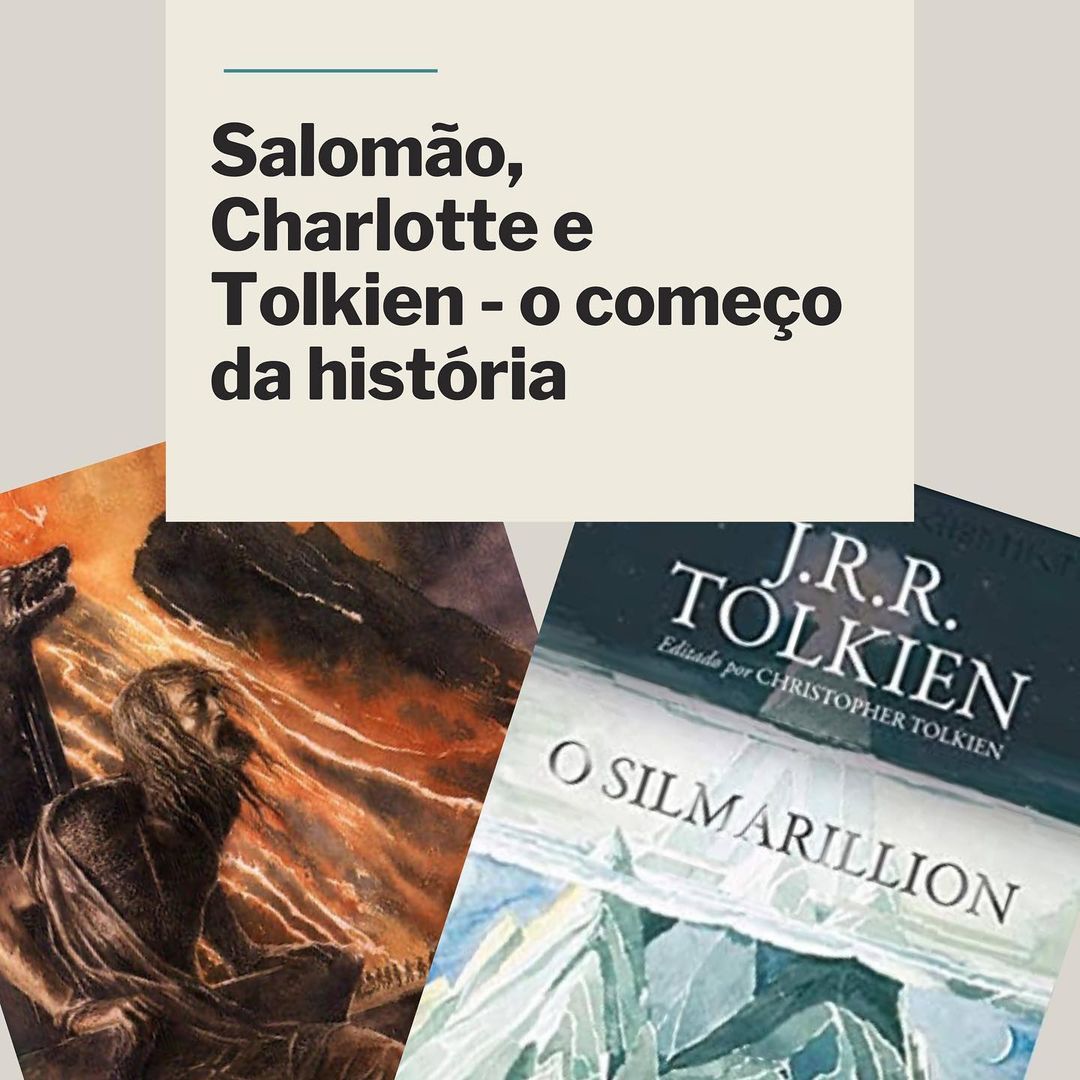 Salomão,
Charlotte e
Tolkien - o começo
da história
J.R.R.
TOLKIEN
Editado por CHRISTOPHER TOLKIEN
O SILMARILLION